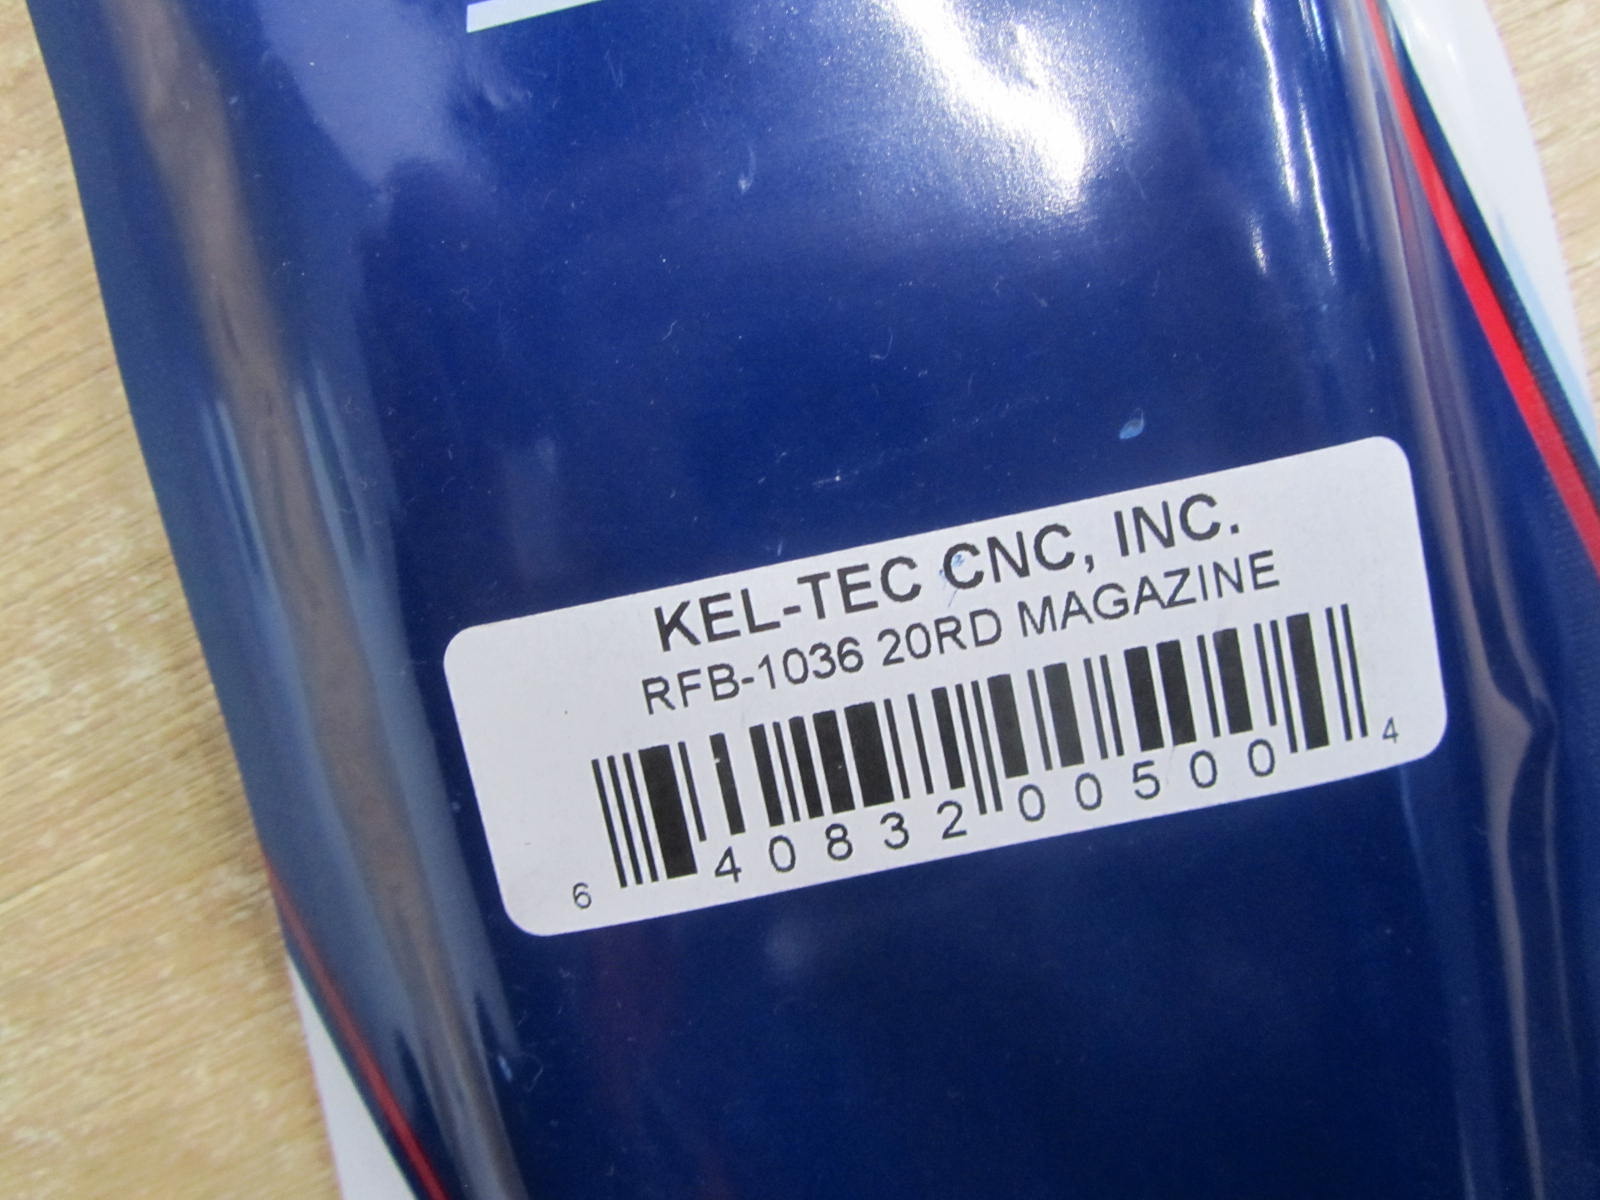 KEL-TEC CNC, INC.
RFB-1036 20RD MAGAZINE
6 40832 00500 4